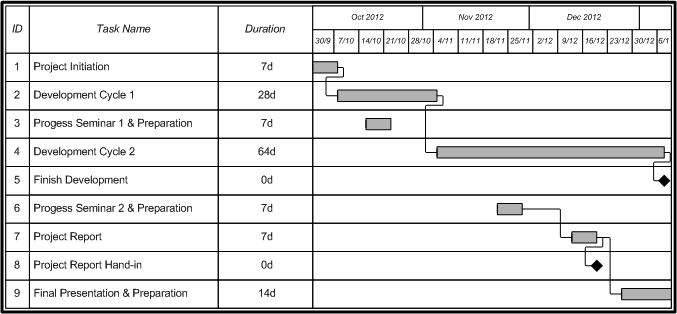 ID Task Name Duration Oct 2012 Nov 2012 Dec 2012
30/9 7/10 14/10 21/10 28/10 4/11 11/11 18/11 25/11 2/12 9/12 16/12 23/12 30/12 6/1
1 Project Initiation 7d
2 Development Cycle 1 28d
3 Progess Seminar 1 & Preparation 7d
4 Development Cycle 2 64d
5 Finish Development 0d
6 Progess Seminar 2 & Preparation 7d
7 Project Report 7d
8 Project Report Hand-in 0d
9 Final Presentation & Preparation 14d